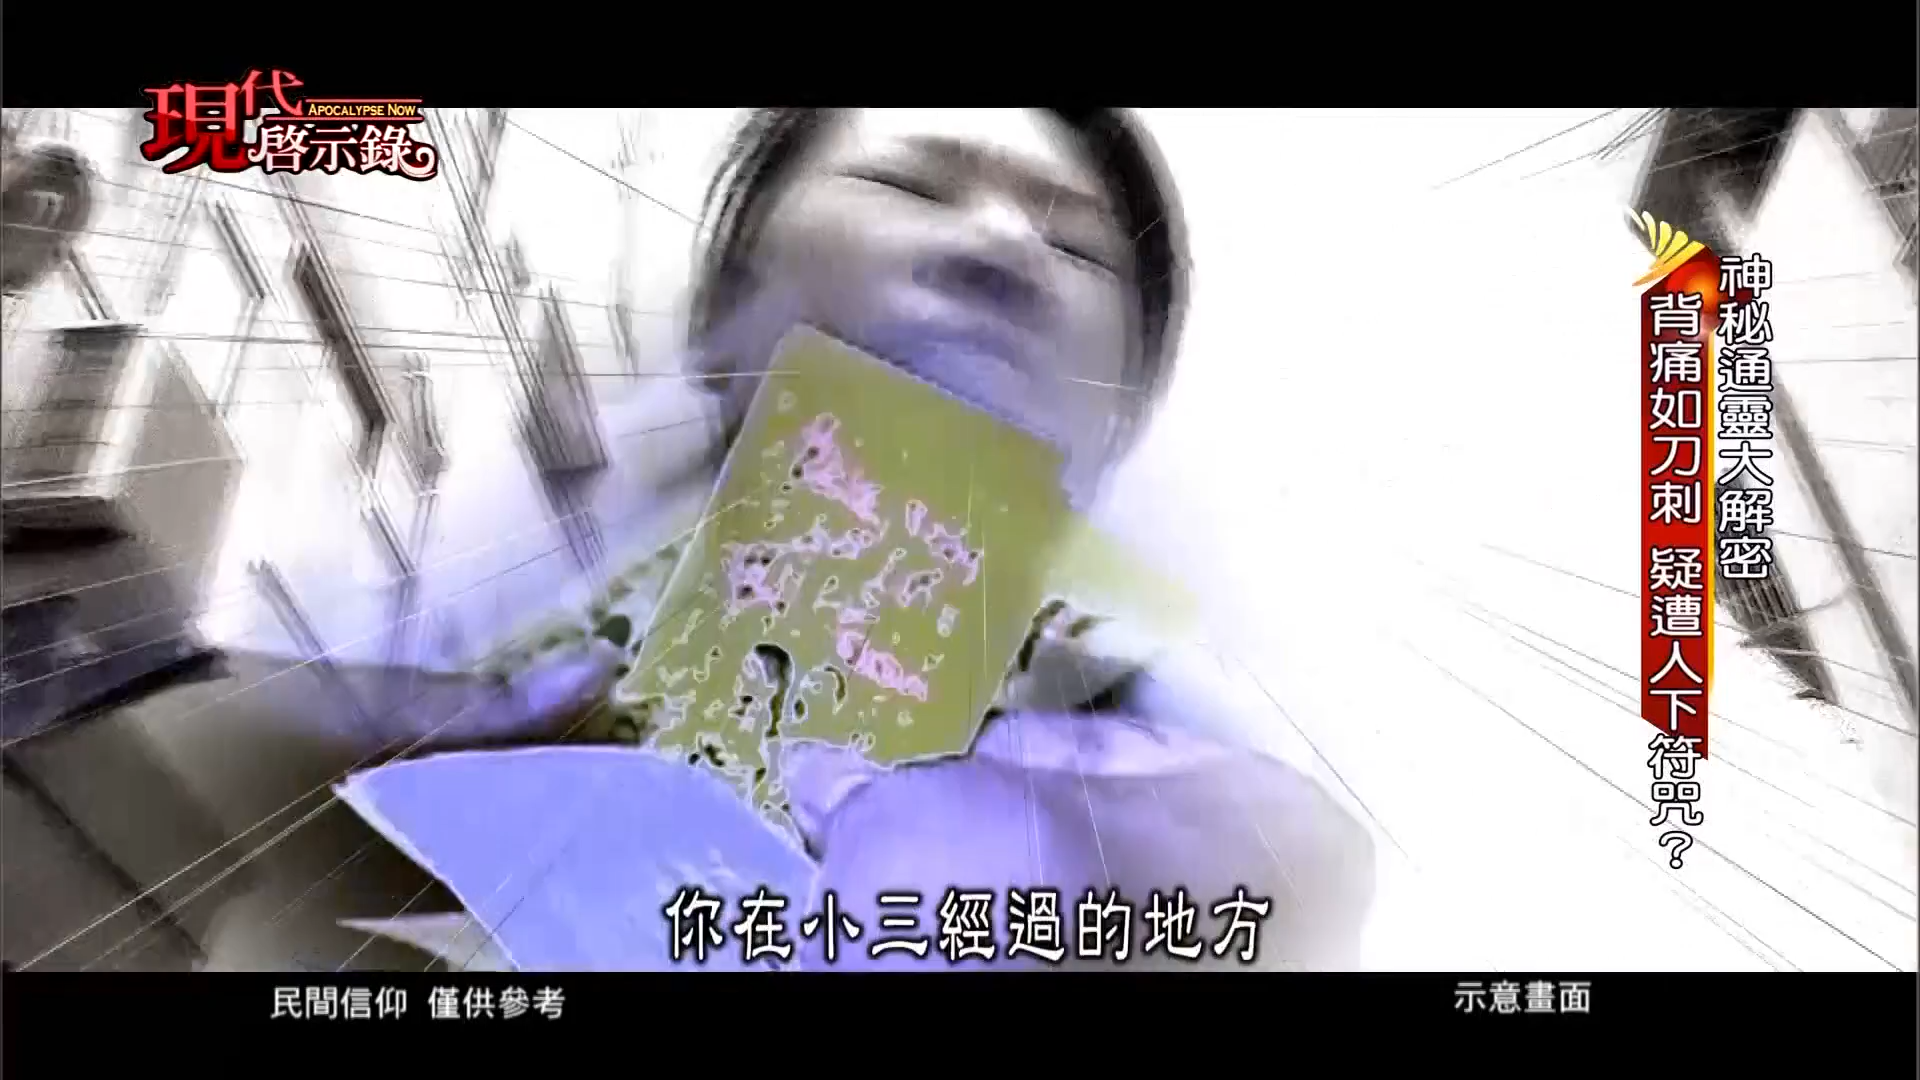 現代啓示錄
APOCALYPSE NOW
神秘通靈大解密
背痛如刀刺 疑遭人下符咒?
你在小三經過的地方
民間信仰 僅供參考
示意畫面